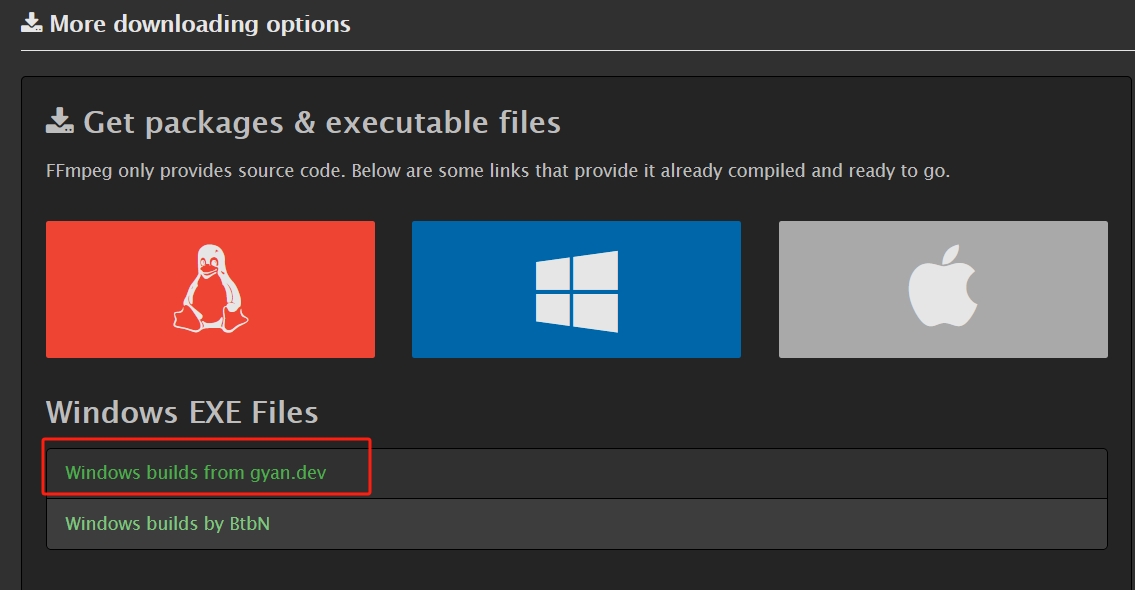 More downloading options
Get packages & executable files
FFmpeg only provides source code. Below are some links that provide it already compiled and ready to go.
Windows EXE Files
Windows builds from gyan.dev
Windows builds by BtbN